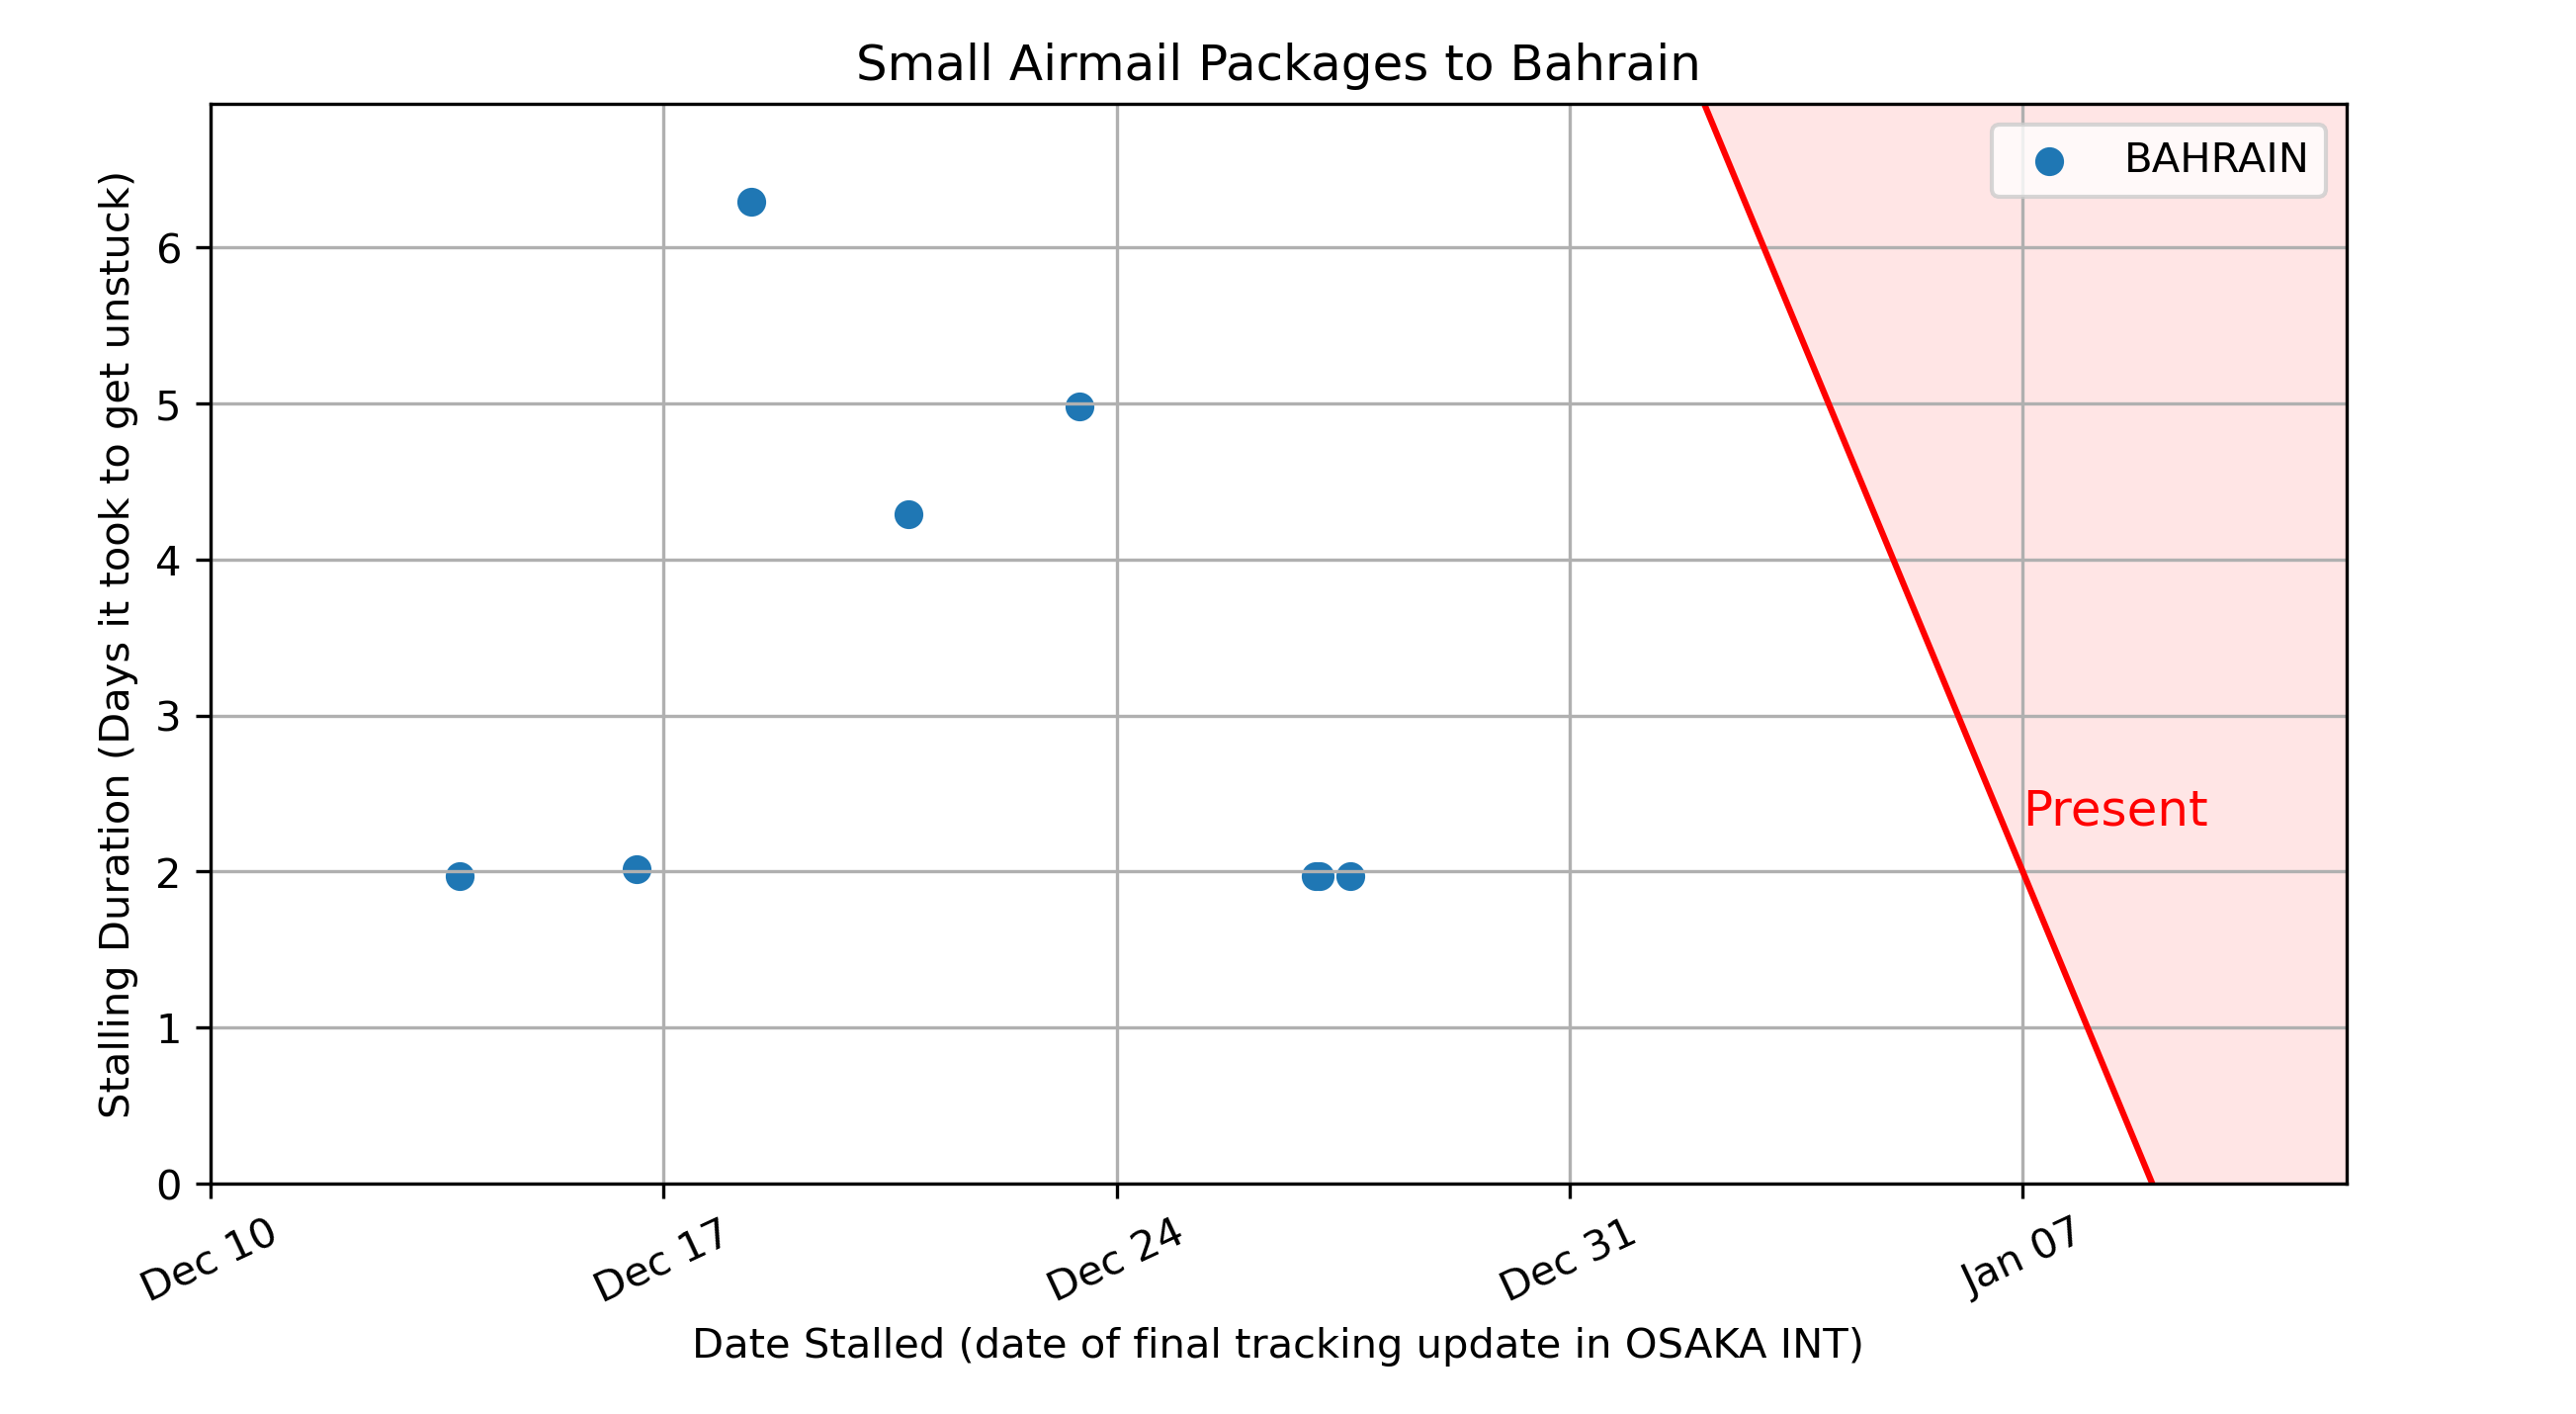 Small Airmail Packages to Bahrain
BAHRAIN
Stalling Duration (Days it took to get unstuck)
6
5
4
3
2
1
0
Present
Dec 10
Dec 17
Dec 24
Dec 31
Jan 07
Date Stalled (date of final tracking update in OSAKA INT)